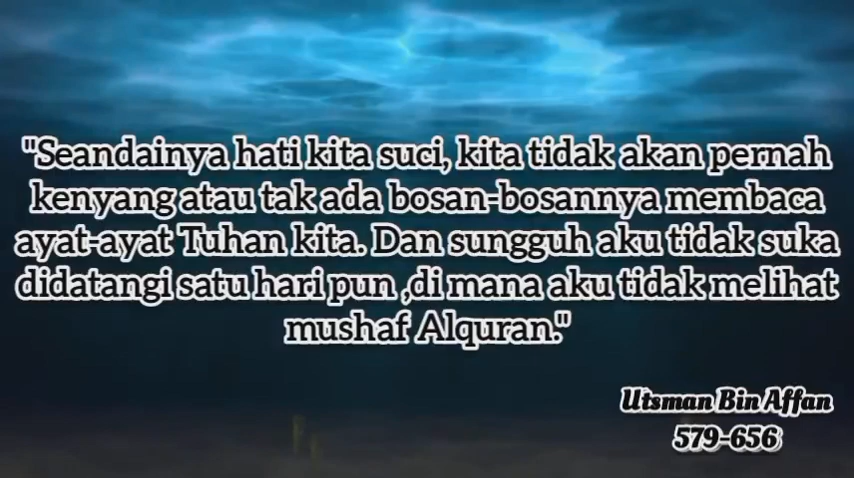 "Seandainya hati kita suci, kita tidak akan pernah
kenyang atau tak ada bosan-bosannya membaca
ayat-ayat Tuhan kita. Dan sungguh aku tidak suka
didatangi satu hari pun ,di mana aku tidak melihat
mushaf Alquran."
Utsman Bin Affan
579-656